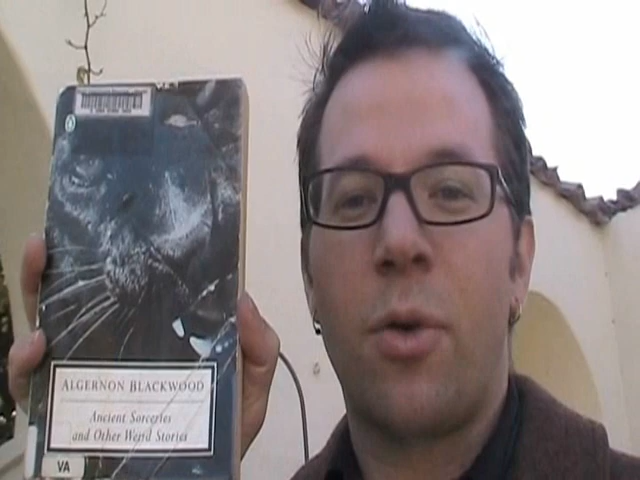 ALGERNON BLACKWOOD
Ancient Sorceries
and Other Weird Stories
VA